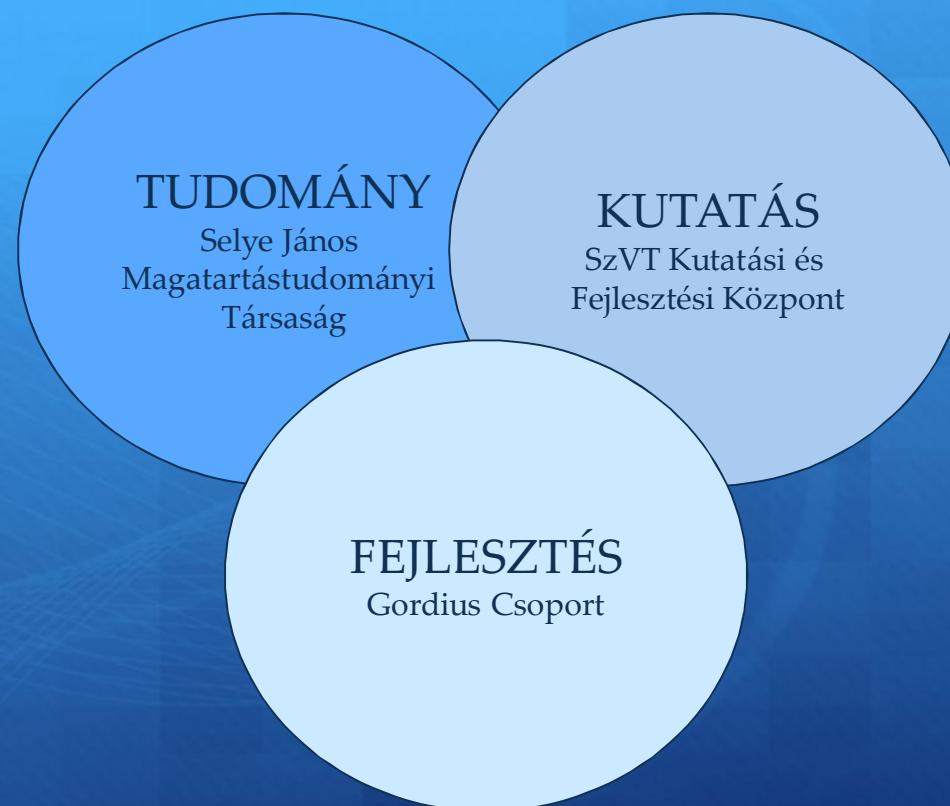 TUDOMÁNY
Selye János
Magatartástudományi
Társaság
KUTATÁS
SzVT Kutatási és
Fejlesztési Központ
FEJLESZTÉS
Gordius Csoport